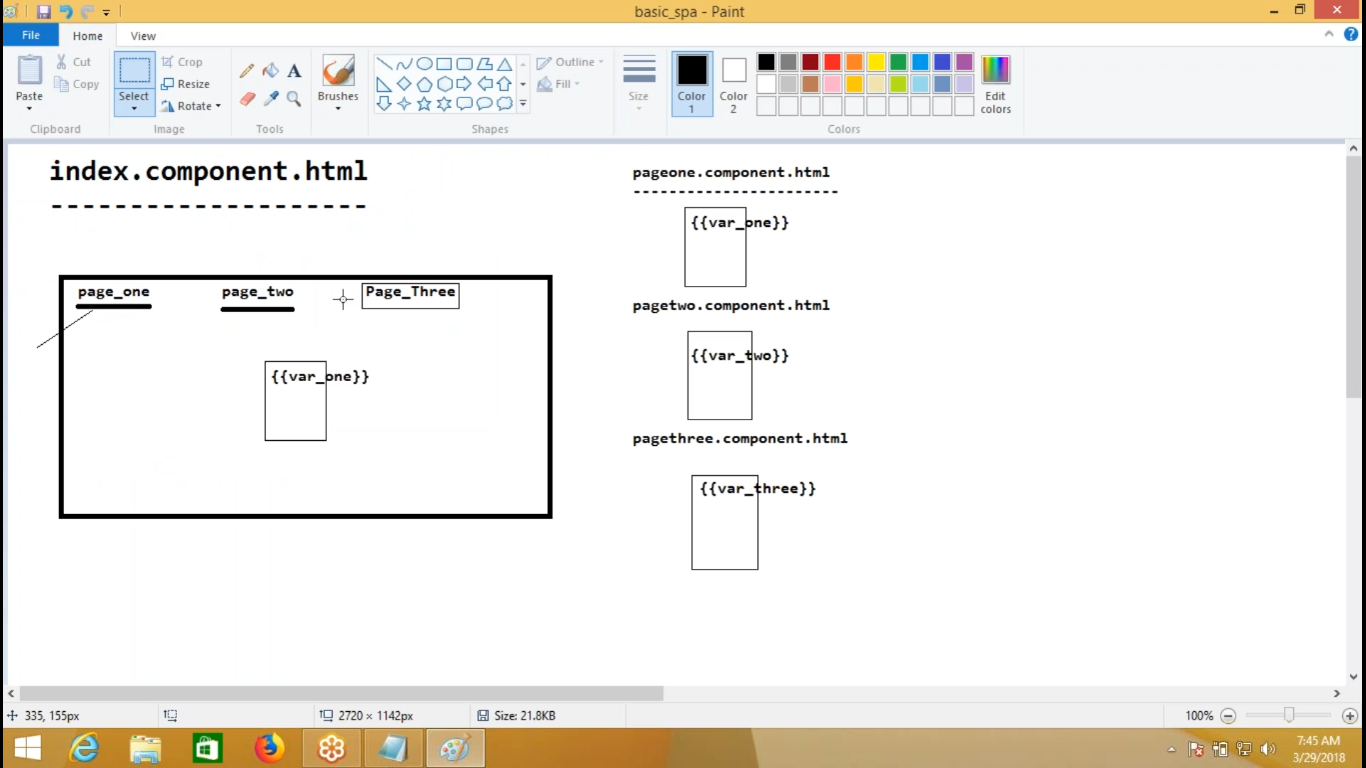 basic_spa - Paint
File Home View
Paste Cut Copy
Select Crop Resize Rotate
Brushes
Outline
Fill
Size
Color 1
Color 2
Edit colors
Clipboard Image Tools Shapes Colors
index.component.html
--------------------
page_one page_two Page_Three
{{var_one}}
pageone.component.html
-----------------------
{{var_one}}
pagetwo.component.html
{{var_two}}
pagethree.component.html
{{var_three}}
335, 155px 2720 × 1142px Size: 21.8KB 100%
7:45 AM
3/29/2018